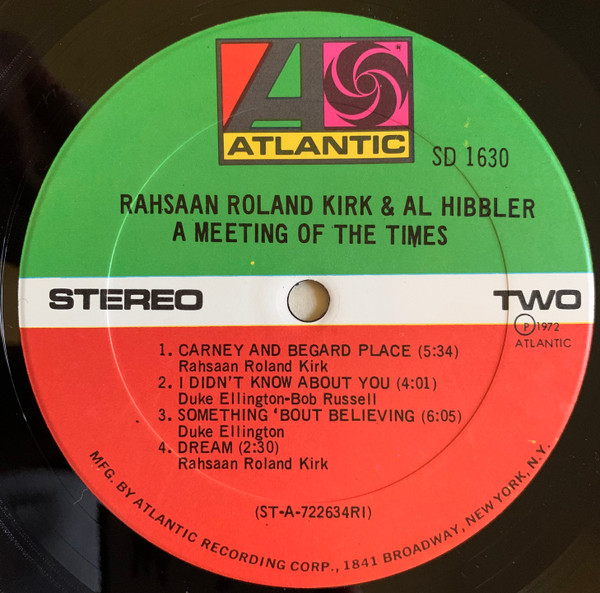 ATLANTIC
SD 1630
RAHSAAN ROLAND KIRK & AL HIBBLER
A MEETING OF THE TIMES
STEREO
TWO
Ⓟ1972
ATLANTIC
1. CARNEY AND BEGARD PLACE (5:34)
Rahsaan Roland Kirk
2. I DIDN'T KNOW ABOUT YOU (4:01)
Duke Ellington-Bob Russell
3. SOMETHING 'BOUT BELIEVING (6:05)
Duke Ellington
4. DREAM (2:30)
Rahsaan Roland Kirk
(ST-A-722634RI)
MFG. BY ATLANTIC RECORDING CORP., 1841 BROADWAY, NEW YORK, N.Y.